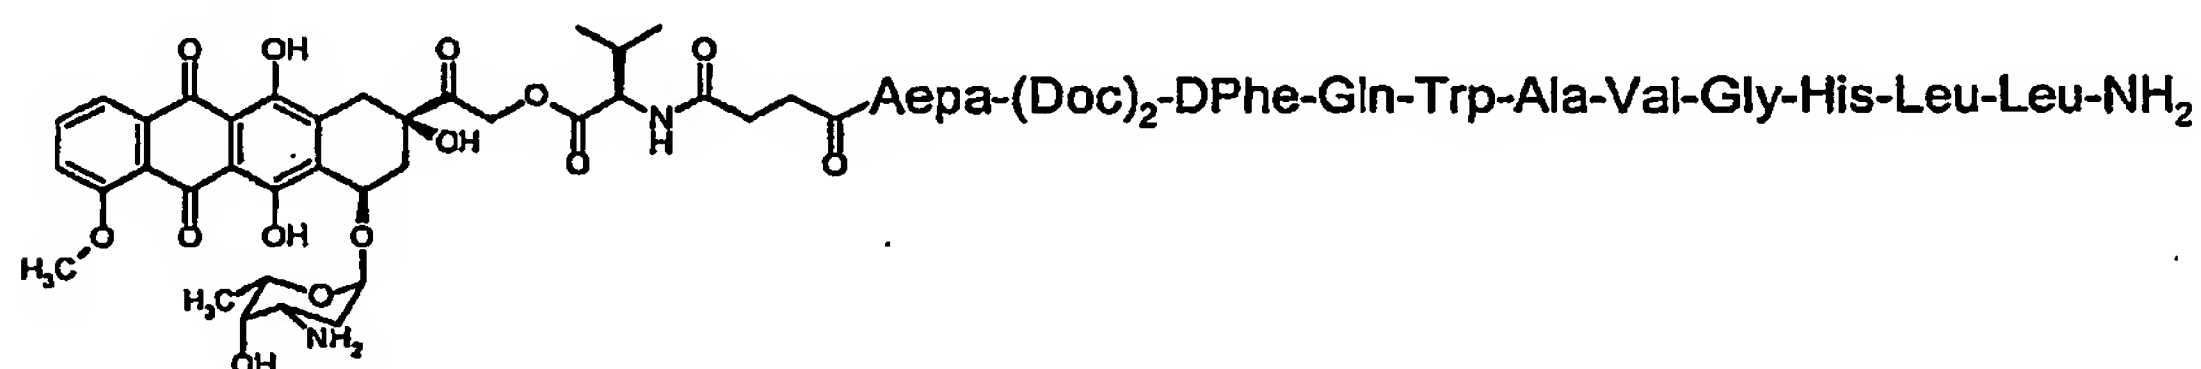 O OH O O
O O Aepa-(Doc)₂-DPhe-Gln-Trp-Ala-Val-Gly-His-Leu-Leu-NH₂
OH O N H O
O O OH O
H₃C
H₃C O
NH₂
OH